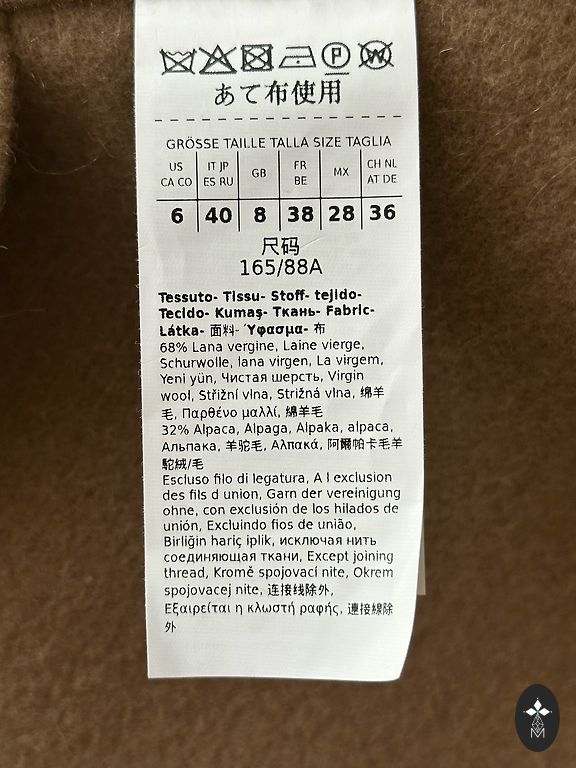 P W
あて布使用
GRÖSSE TAILLE TALLA SIZE TAGLIA
US CA CO IT JP ES RU GB FR BE MX CH NL AT DE
6 40 8 38 28 36
尺码
165/88A
Tessuto- Tissu- Stoff- tejido-
Tecido- Kumaş- Ткань- Fabric-
Látka- 面料- Ύφασμα- 布
68% Lana vergine, Laine vierge,
Schurwolle, lana virgen, La virgem,
Yeni yün, Чистая шерсть, Virgin
wool, Střižní vlna, Strižná vlna, 绵羊
毛, Παρθένο μαλλί, 綿羊毛
32% Alpaca, Alpaga, Alpaka, alpaca,
Альпака, 羊驼毛, Αλπακά, 阿爾帕卡毛羊
駝絨/毛
Escluso filo di legatura, A l exclusion
des fils d union, Garn der vereinigung
ohne, con exclusión de los hilados de
unión, Excluindo fios de união,
Birliğin hariç iplik, исключая нить
соединяющая ткани, Except joining
thread, Kromě spojovací nite, Okrem
spojovacej nite, 连接线除外,
Εξαιρείται η κλωστή ραφής, 連接線除
外
M